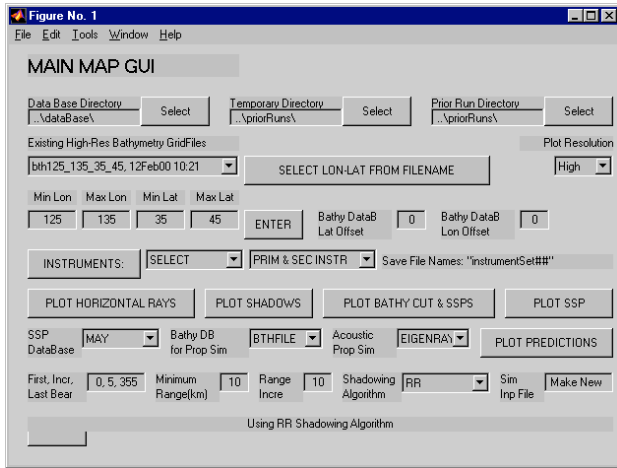 Figure No. 1
File Edit Tools Window Help
MAIN MAP GUI
Data Base Directory
..\dataBase\
Select
Temporary Directory
..\priorRuns\
Select
Prior Run Directory
..\priorRuns\
Select
Existing High-Res Bathymetry GridFiles
Plot Resolution
bth125_135_35_45, 12Feb00 10:21
SELECT LON-LAT FROM FILENAME
High
Min Lon Max Lon Min Lat Max Lat
125 135 35 45
ENTER
Bathy DataB
Lat Offset
0
Bathy DataB
Lon Offset
0
INSTRUMENTS:
SELECT
PRIM & SEC INSTR
Save File Names: "instrumentSet##"
PLOT HORIZONTAL RAYS
PLOT SHADOWS
PLOT BATHY CUT & SSPS
PLOT SSP
SSP
DataBase
MAY
Bathy DB
for Prop Sim
BTHFILE
Acoustic
Prop Sim
EIGENRAY
PLOT PREDICTIONS
First, Incr,
Last Bear
0, 5, 355
Minimum
Range(km)
10
Range
Incre
10
Shadowing
Algorithm
RR
Sim
Inp File
Make New
Using RR Shadowing Algorithm